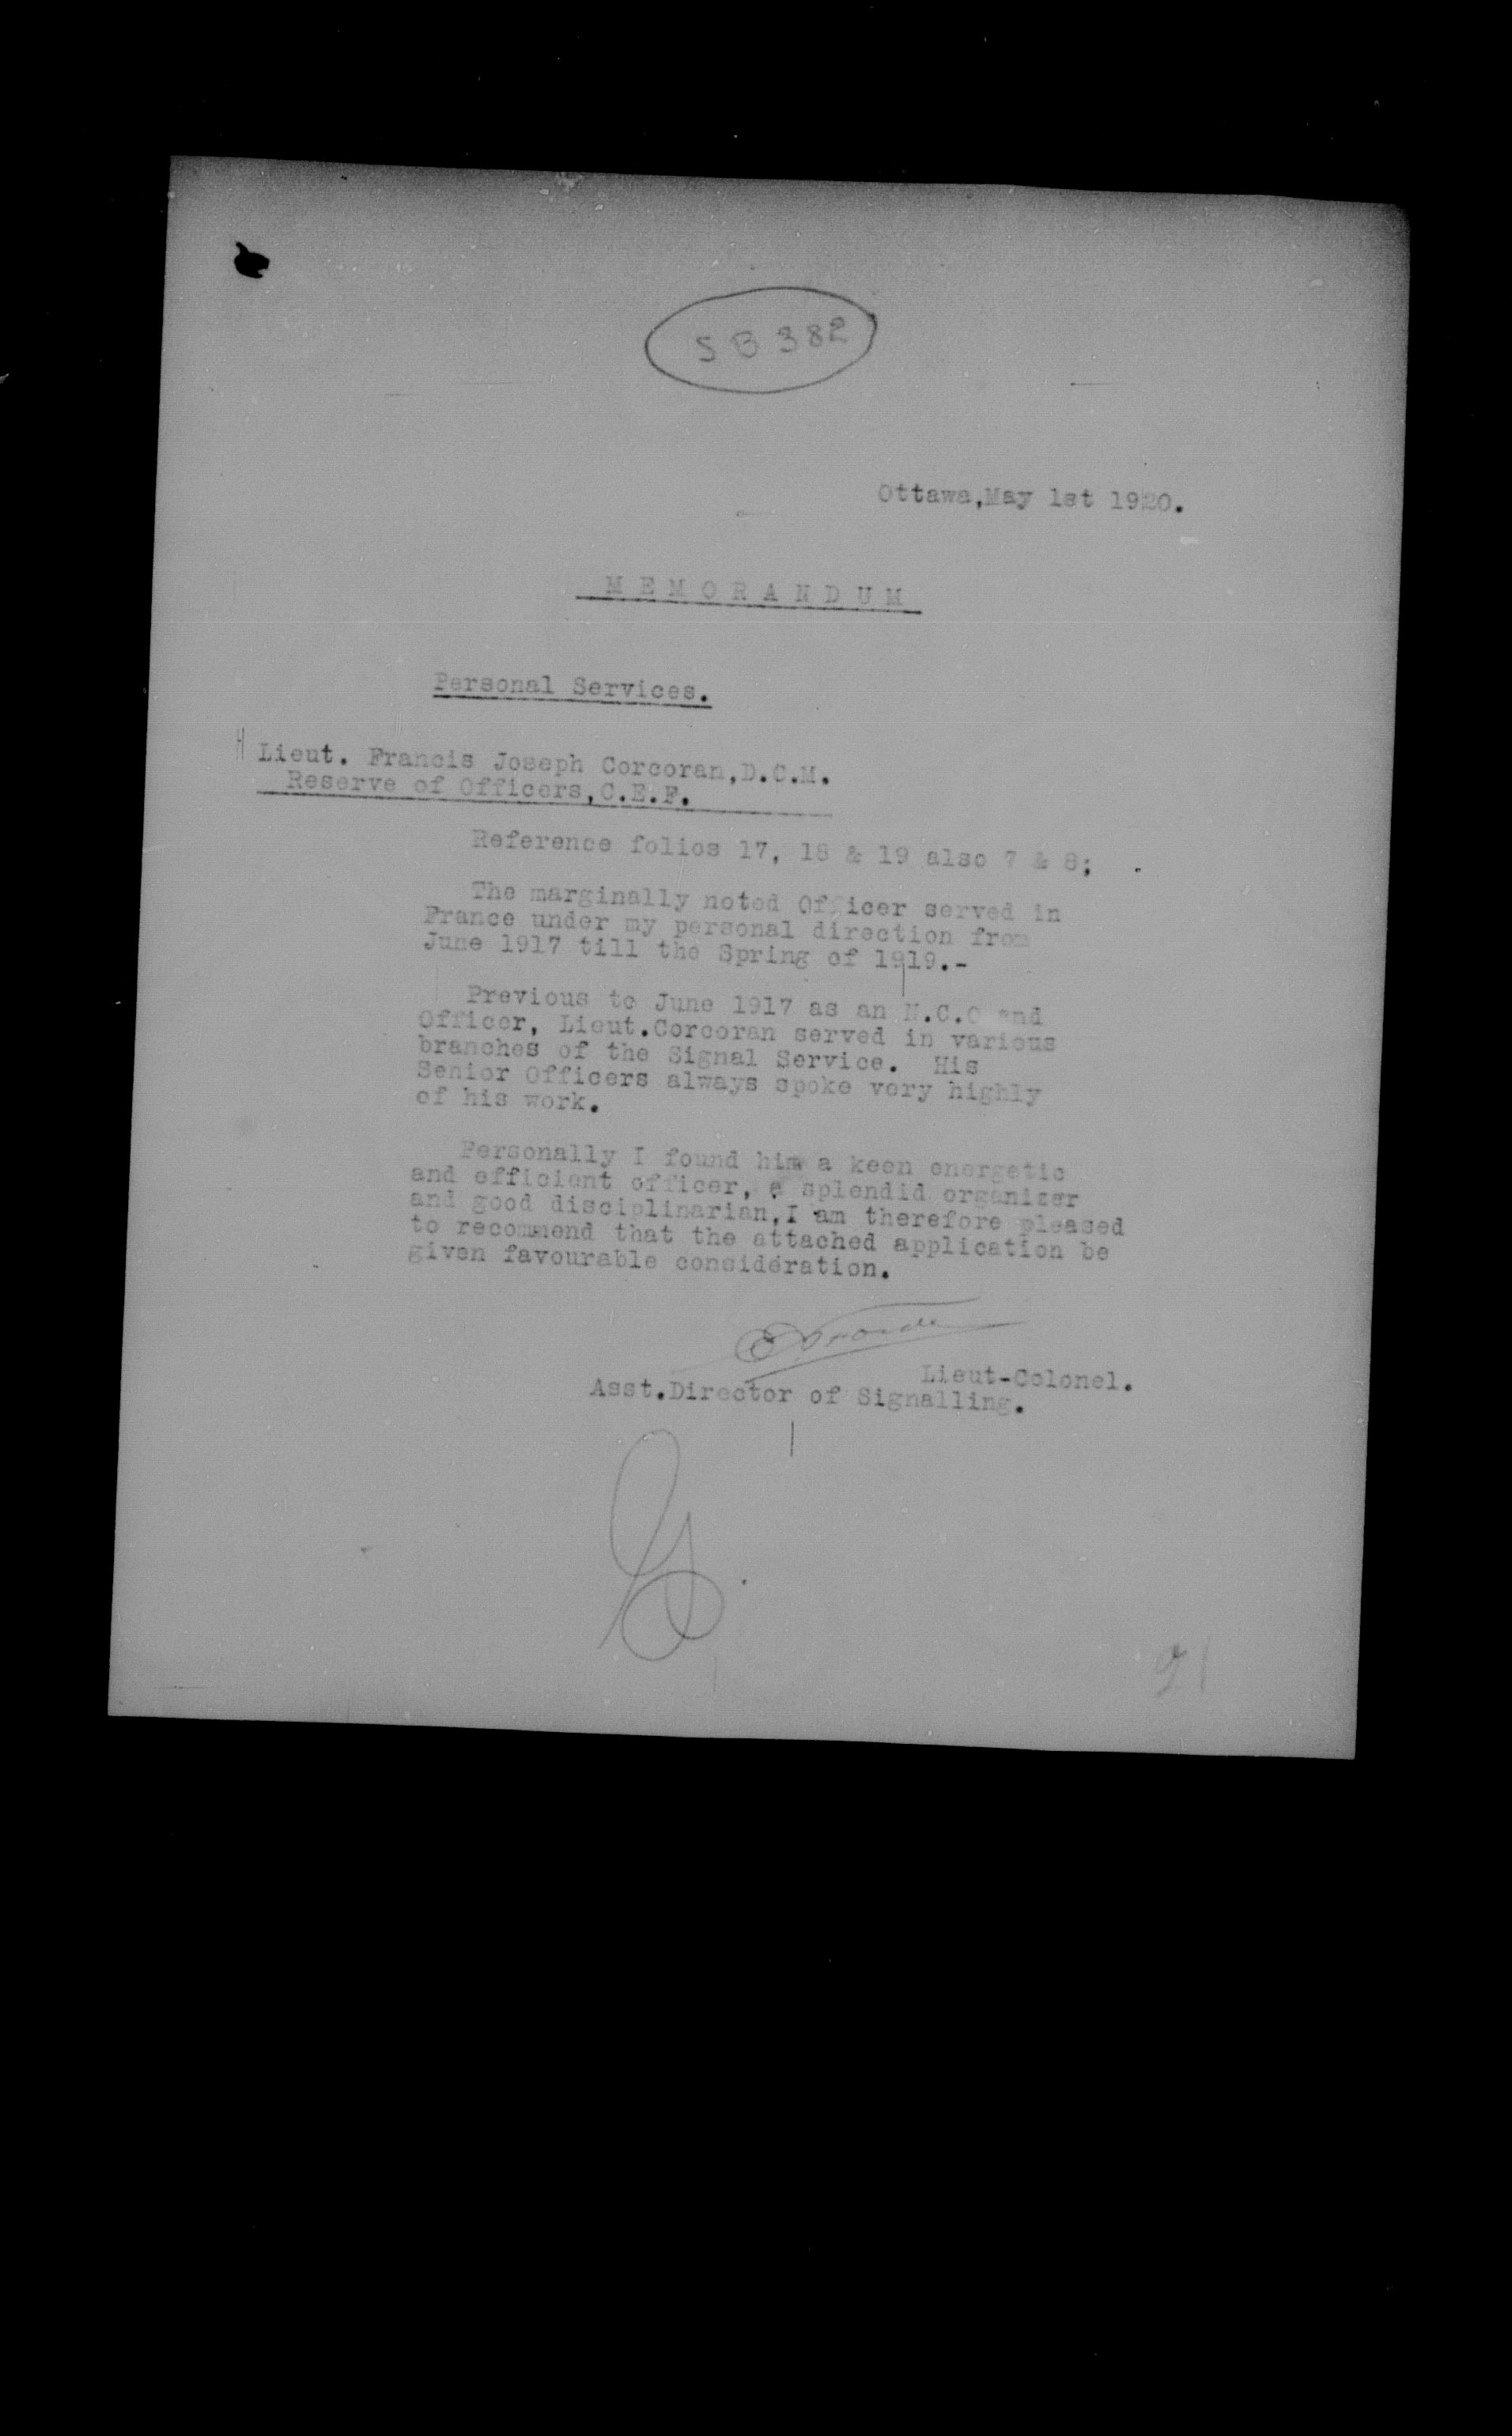 SB 382
Ottawa,May 1st 1920.
MEMORANDUM
Personal Services.
Lieut. Francis Joseph Corcoran,D.C.M.
Reserve of Officers,C.E.F.
Reference folios 17, 18 & 19 also 7 & 8;
The marginally noted Officer served in
France under my personal direction from
June 1917 till the Spring of 1919.-
Previous to June 1917 as an N.C.O and
Officer, Lieut.Corcoran served in various
branches of the Signal Service. His
Senior Officers always spoke very highly
of his work.
Personally I found him a keen energetic
and efficient officer, a splendid organizer
and good disciplinarian,I am therefore pleased
to recommend that the attached application be
given favourable consideration.
E Forde
Lieut-Colonel.
Asst.Director of Signalling.
21